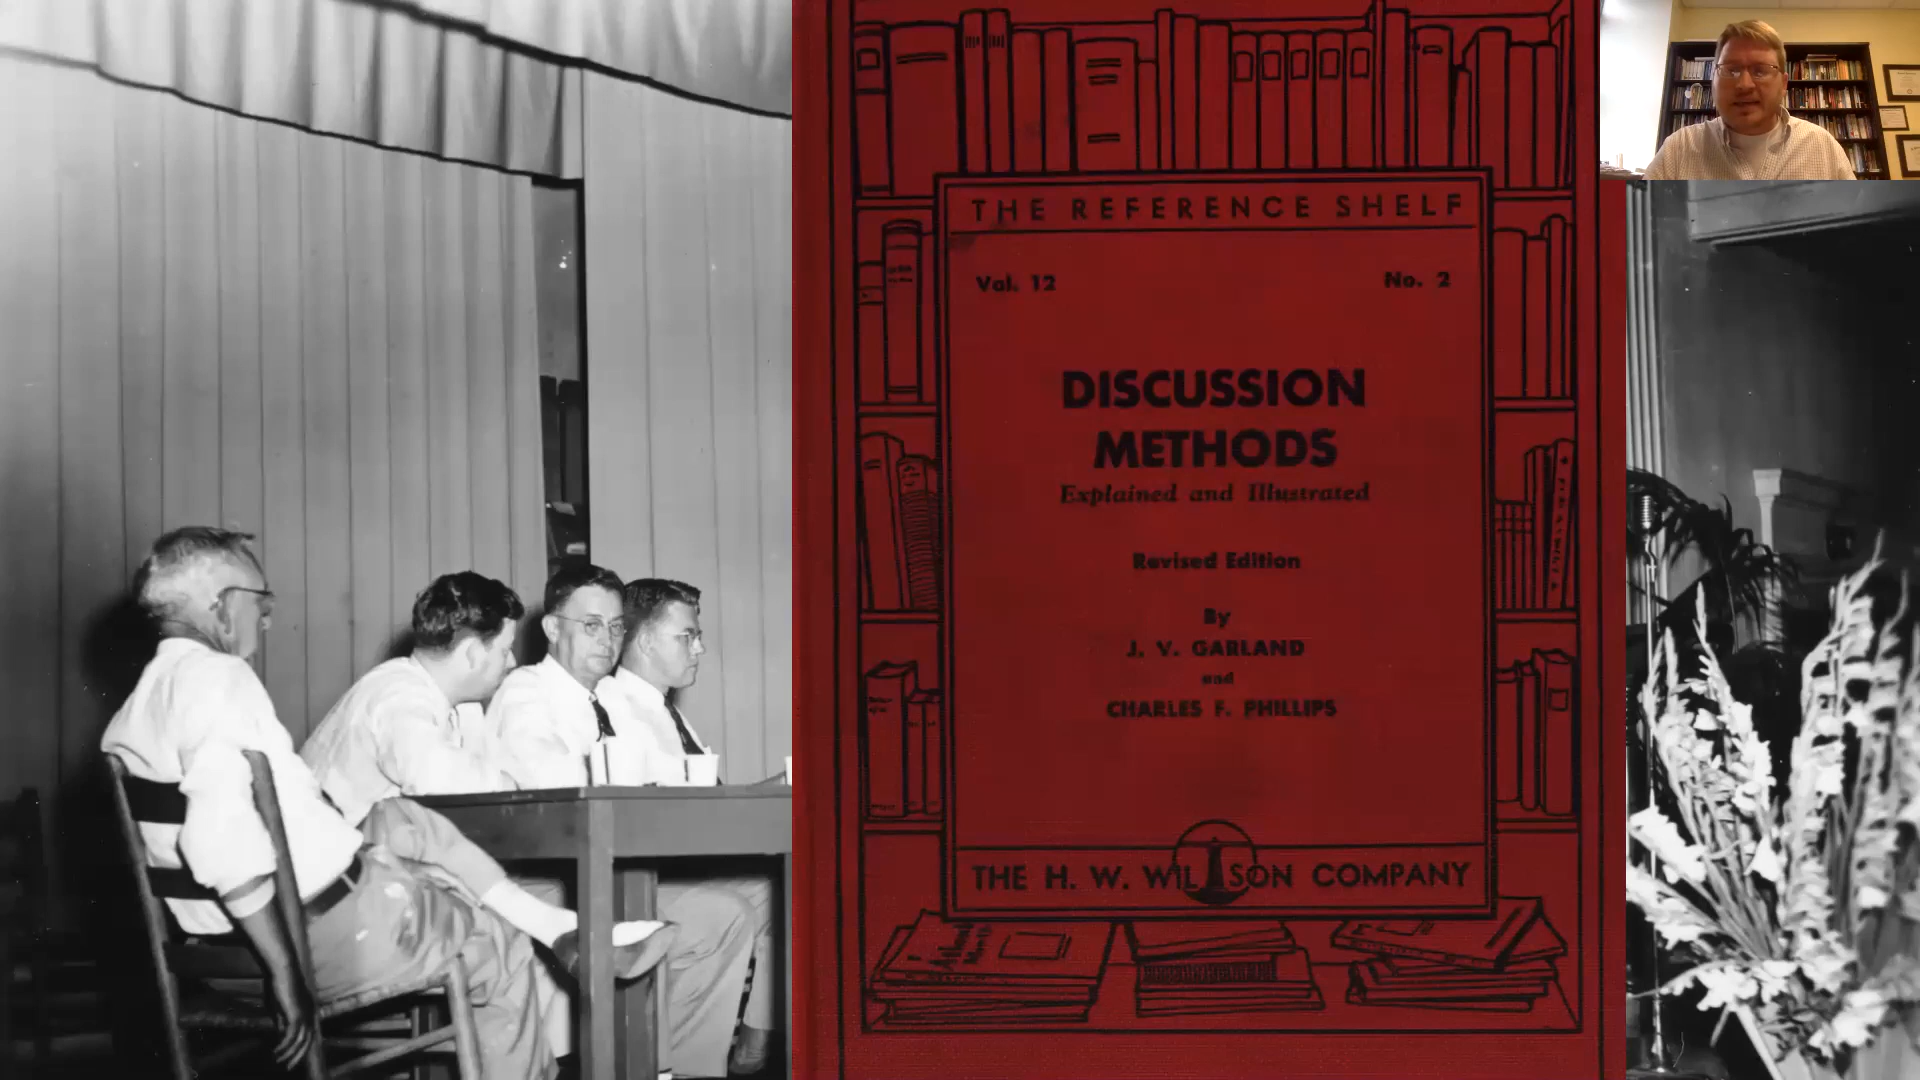 THE REFERENCE SHELF
Vol. 12 No. 2
DISCUSSION
METHODS
Explained and Illustrated
Revised Edition
By
J. V. GARLAND
and
CHARLES F. PHILLIPS
THE H. W. WILSON COMPANY